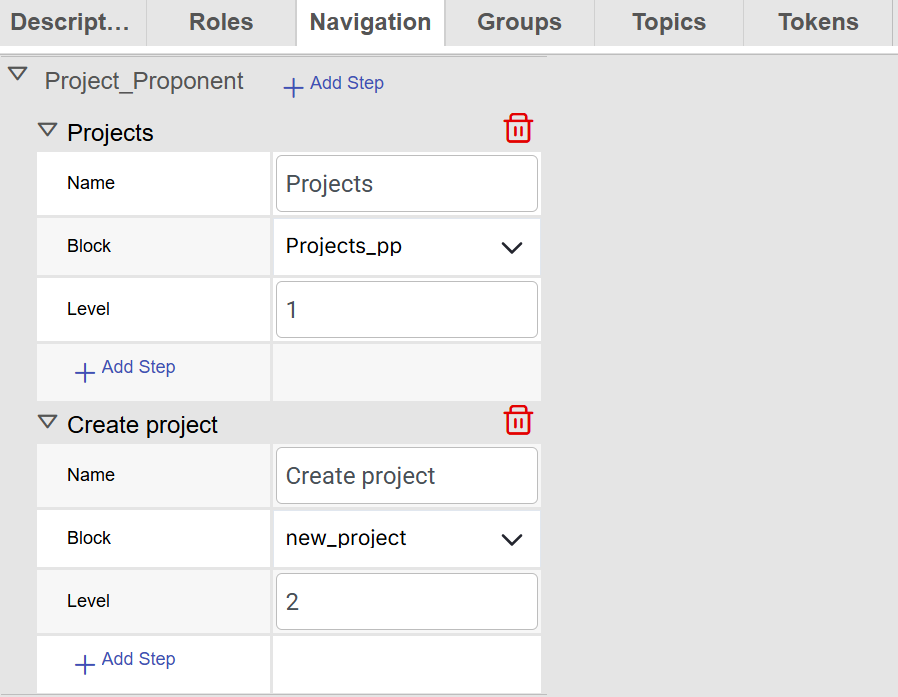 Descript... Roles Navigation Groups Topics Tokens
Project_Proponent Add Step
Projects
Name Projects
Block Projects_pp
Level 1
Add Step
Create project
Name Create project
Block new_project
Level 2
Add Step